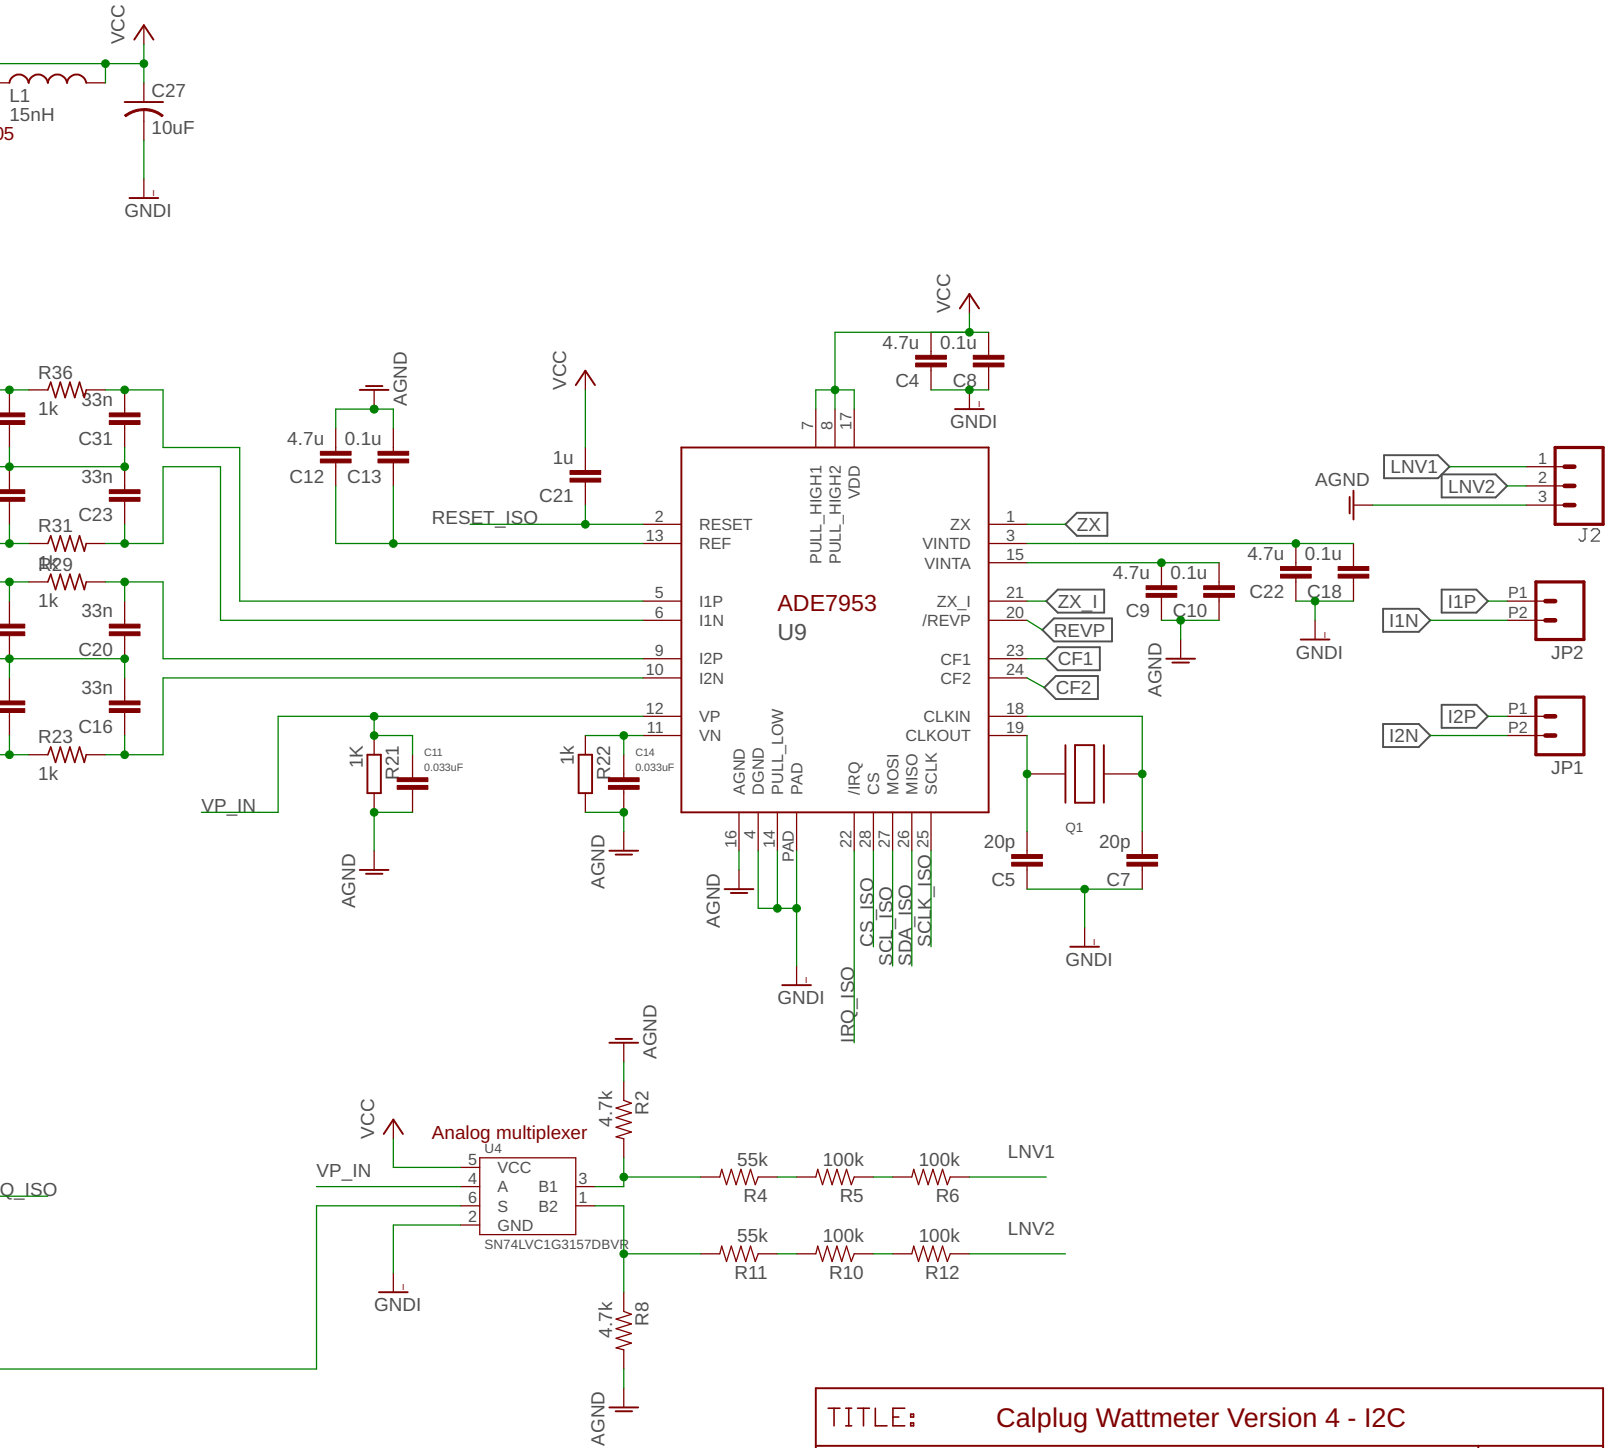 VCC
L1
15nH
05
C27
10uF
GNDI
R36
1k
33n
C31
33n
C23
R31
1k
R29
1k
33n
C20
33n
C16
R23
1k
AGND
4.7u
0.1u
C12
C13
VCC
1u
C21
RESET_ISO
VCC
4.7u
0.1u
C4
C8
GNDI
7
8
17
PULL_HIGH1
PULL_HIGH2
VDD
2
RESET
13
REF
5
I1P
6
I1N
9
I2P
10
I2N
12
VP
11
VN
ADE7953
U9
ZX
1
VINTD
3
VINTA
15
ZX_I
21
/REVP
20
CF1
23
CF2
24
CLKIN
18
CLKOUT
19
AGND
DGND
PULL_LOW
PAD
/IRQ
CS
MOSI
MISO
SCLK
16
4
14
PAD
22
28
27
26
25
ZX
ZX_I
REVP
CF1
CF2
4.7u
0.1u
C9
C10
AGND
4.7u
0.1u
C22
C18
GNDI
AGND
LNV1
LNV2
1
2
3
J2
I1P
I1N
P1
P2
JP2
I2P
I2N
P1
P2
JP1
VP_IN
1K
R21
C11
0.033uF
AGND
1k
R22
C14
0.033uF
AGND
AGND
GNDI
IRQ_ISO
CS_ISO
SCL_ISO
SDA_ISO
SCLK_ISO
Q1
20p
C5
20p
C7
GNDI
AGND
4.7k
R2
VCC
Analog multiplexer
U4
VP_IN
5
VCC
4
A
6
S
2
GND
B1
3
B2
1
SN74LVC1G3157DBVR
GNDI
55k
R4
100k
R5
100k
R6
LNV1
55k
R11
100k
R10
100k
R12
LNV2
4.7k
R8
AGND
Q_ISO
TITLE:
Calplug Wattmeter Version 4 - I2C